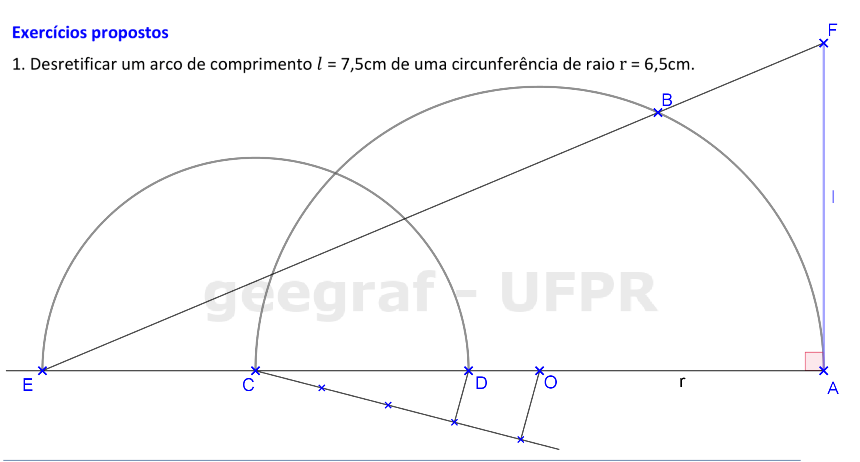 Exercícios propostos
F
1. Desretificar um arco de comprimento l = 7,5cm de uma circunferência de raio r = 6,5cm.
B
l
geegraf - UFPR
E
C
D
O
r
A